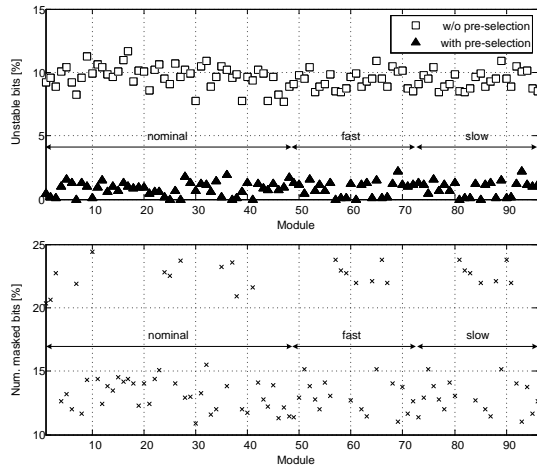 15
10
5
0
Unstable bits [%]
w/o pre-selection
with pre-selection
nominal
fast
slow
10 20 30 40 50 60 70 80 90
Module
25
20
15
10
Num. masked bits [%]
nominal
fast
slow
10 20 30 40 50 60 70 80 90
Module